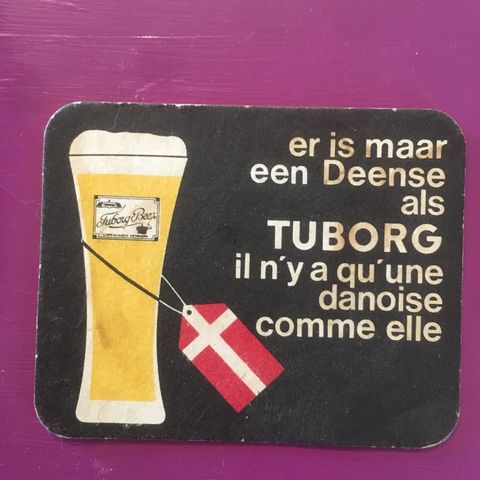 er is maar
een Deense
als
TUBORG
il n'y a qu'une
danoise
comme elle
Tuborg Beer